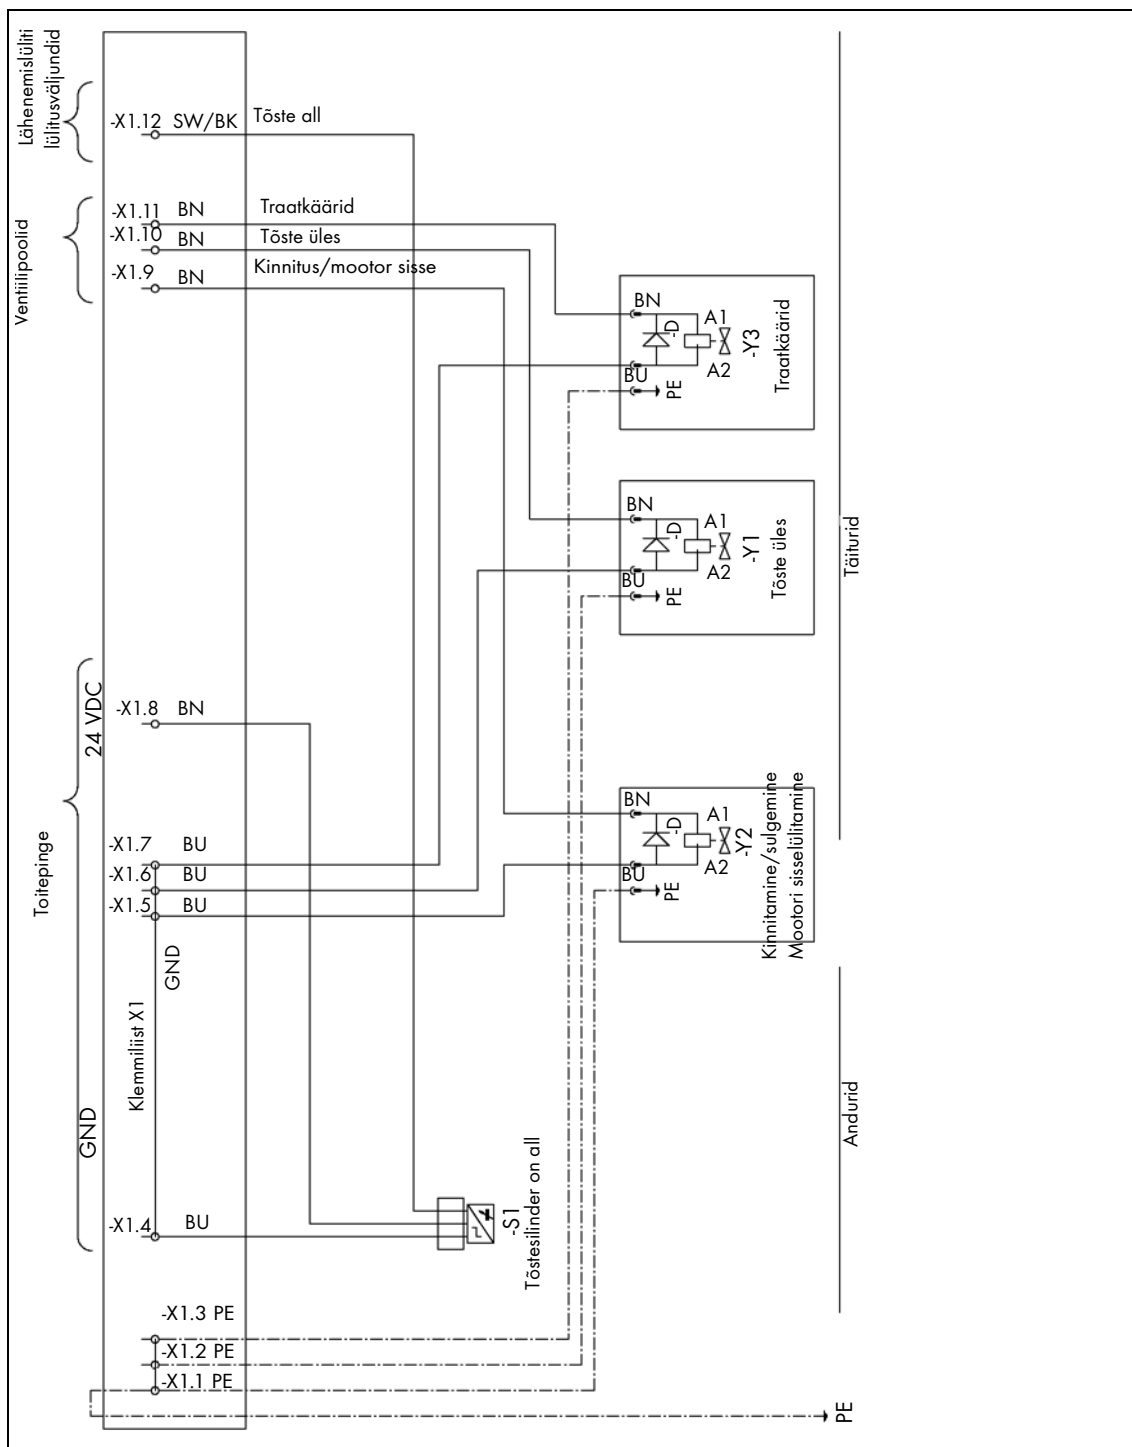 Lähenemislüliti
lülitusväljundid
-X1.12 SW/BK Tõste all
Ventiilipoolid
-X1.11 BN Traatkäärid
-X1.10 BN Tõste üles
-X1.9 BN Kinnitus/mootor sisse
BN
-D
A1
A2
BU
PE
-Y3
Traatkäärid
BN
-D
A1
A2
BU
PE
-Y1
Tõste üles
Täiturid
Toitepinge
24 VDC
-X1.8 BN
-X1.7 BU
-X1.6 BU
-X1.5 BU
GND
Klemmiliist X1
GND
-X1.4 BU
BN
-D
A1
A2
BU
PE
-Y2
Kinnitamine/sulgemine
Mootori sisselülitamine
-S1
Tõstesilinder on all
Andurid
-X1.3 PE
-X1.2 PE
-X1.1 PE
PE